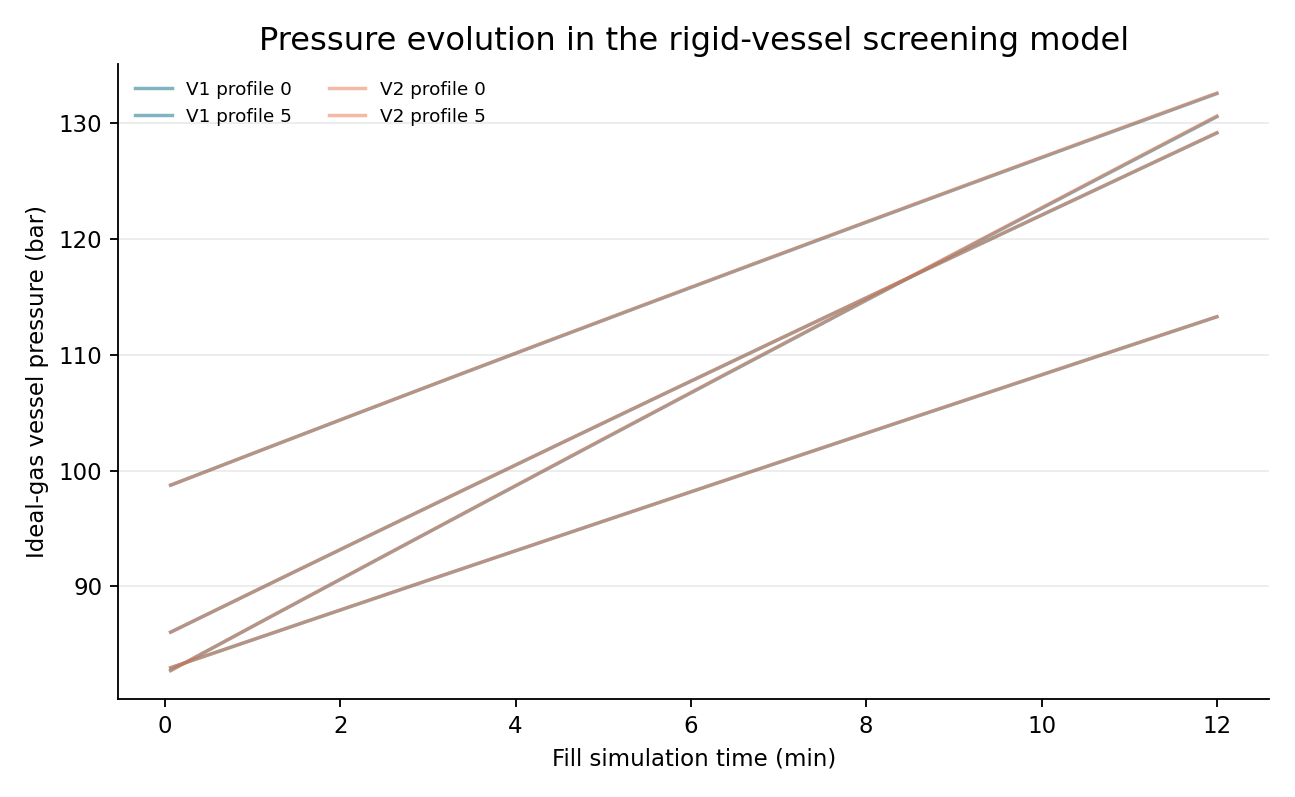 Pressure evolution in the rigid-vessel screening model
V1 profile 0
V1 profile 5
V2 profile 0
V2 profile 5
Ideal-gas vessel pressure (bar)
130
120
110
100
90
0 2 4 6 8 10 12
Fill simulation time (min)